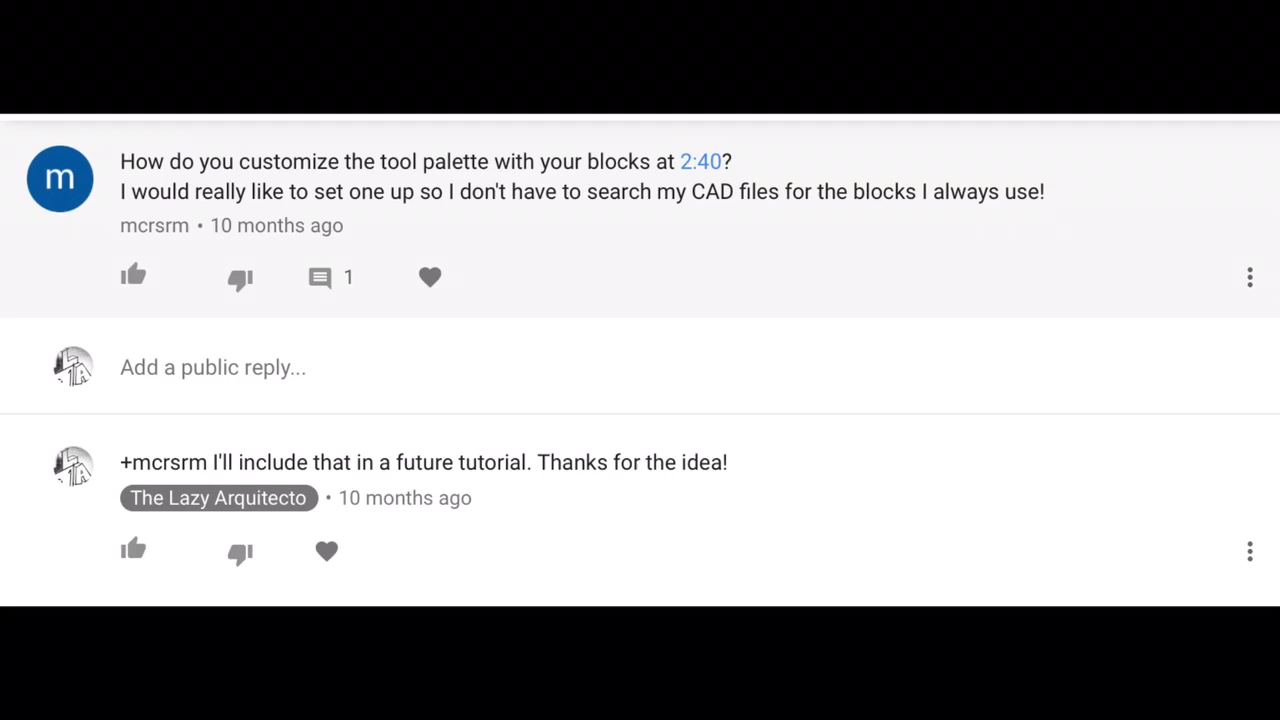 m
How do you customize the tool palette with your blocks at 2:40?
I would really like to set one up so I don't have to search my CAD files for the blocks I always use!
mcrsrm • 10 months ago
1
Add a public reply...
+mcrsrm I'll include that in a future tutorial. Thanks for the idea!
The Lazy Arquitecto • 10 months ago